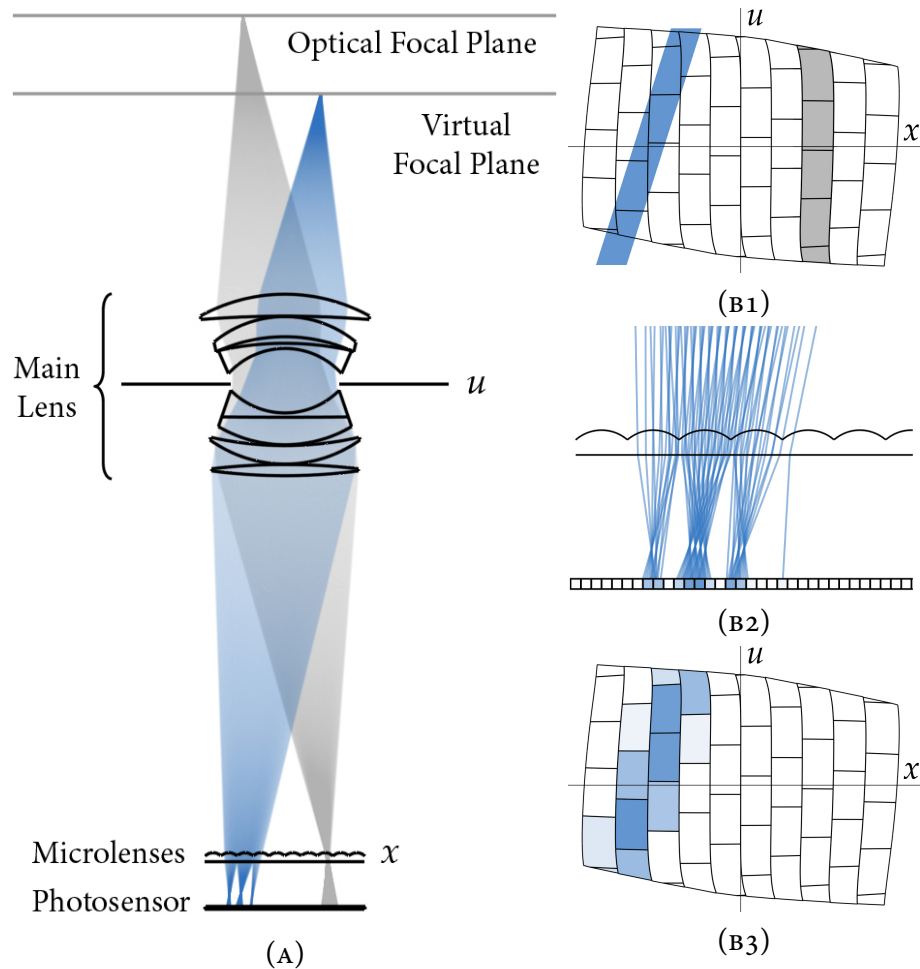 Optical Focal Plane
Virtual
Focal Plane
Main
Lens
u
Microlenses
x
Photosensor
(A)
u
x
(B1)
(B2)
u
x
(B3)